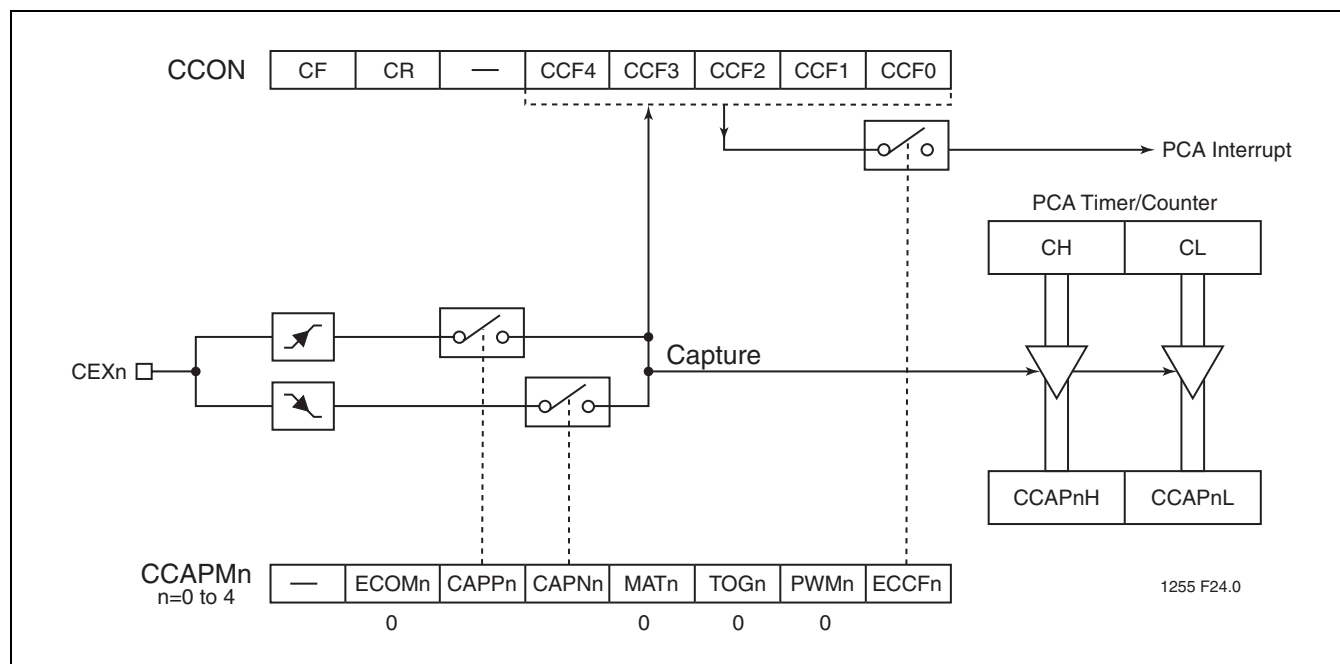 CCON CF CR — CCF4 CCF3 CCF2 CCF1 CCF0
PCA Interrupt
PCA Timer/Counter
CH CL
Capture
CEXn
CCAPnH CCAPnL
CCAPMn — ECOMn CAPPn CAPNn MATn TOGn PWMn ECCFn
n=0 to 4
1255 F24.0
0 0 0 0